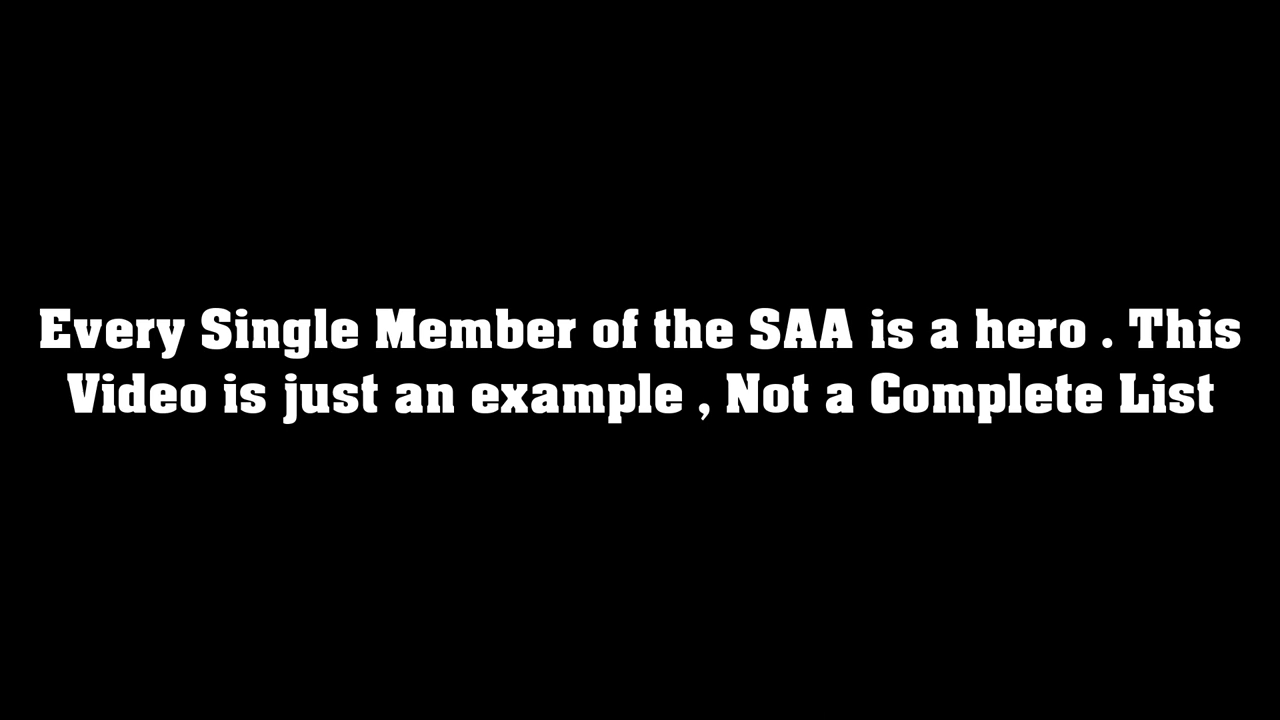 Every Single Member of the SAA is a hero . This
Video is just an example , Not a Complete List